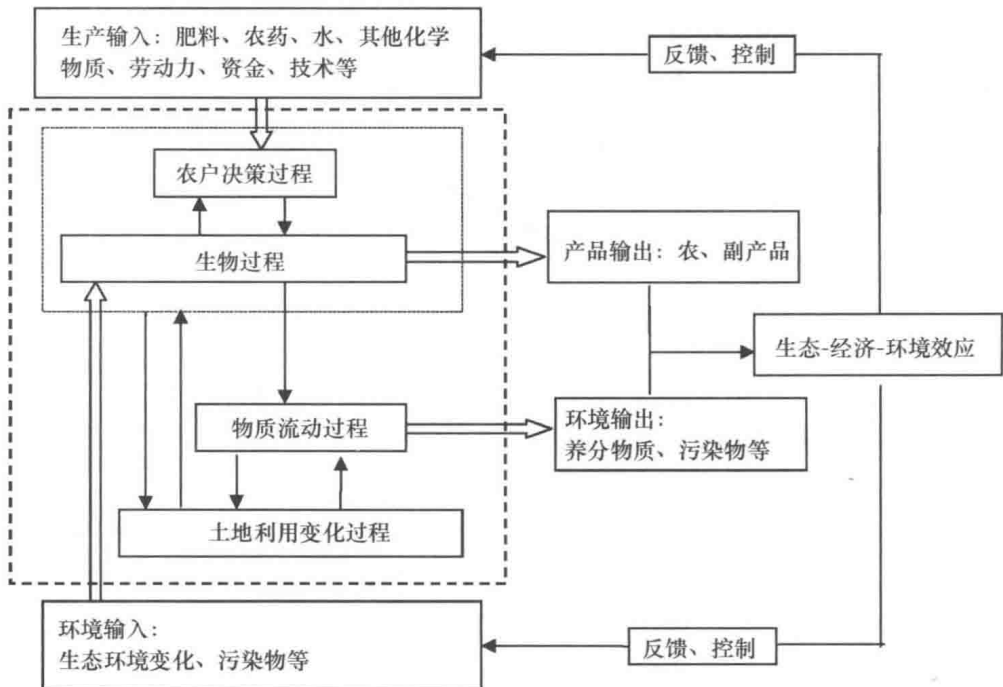 生产输入：肥料、农药、水、其他化学
物质、劳动力、资金、技术等
反馈、控制
农户决策过程
生物过程
产品输出：农、副产品
生态-经济-环境效应
物质流动过程
环境输出：
养分物质、污染物等
土地利用变化过程
环境输入：
生态环境变化、污染物等
反馈、控制